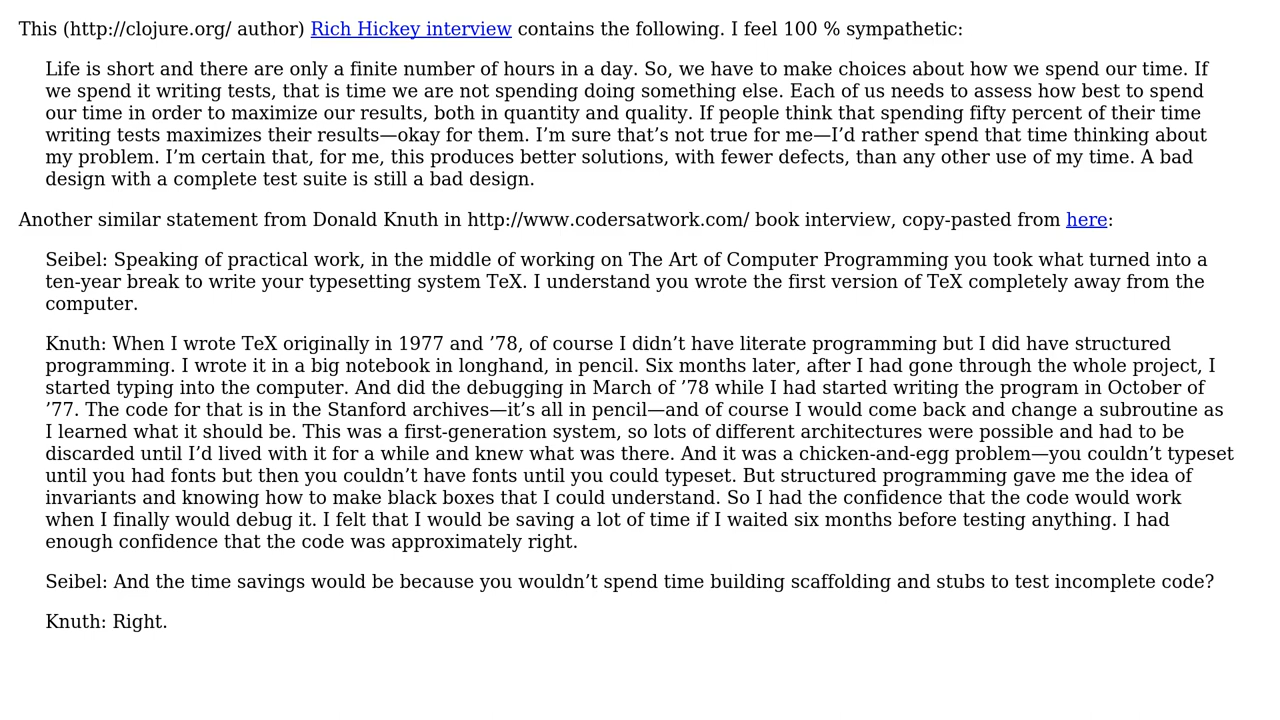 This (http://clojure.org/ author) Rich Hickey interview contains the following. I feel 100 % sympathetic:
Life is short and there are only a finite number of hours in a day. So, we have to make choices about how we spend our time. If
we spend it writing tests, that is time we are not spending doing something else. Each of us needs to assess how best to spend
our time in order to maximize our results, both in quantity and quality. If people think that spending fifty percent of their time
writing tests maximizes their results—okay for them. I’m sure that’s not true for me—I’d rather spend that time thinking about
my problem. I’m certain that, for me, this produces better solutions, with fewer defects, than any other use of my time. A bad
design with a complete test suite is still a bad design.
Another similar statement from Donald Knuth in http://www.codersatwork.com/ book interview, copy-pasted from here:
Seibel: Speaking of practical work, in the middle of working on The Art of Computer Programming you took what turned into a
ten-year break to write your typesetting system TeX. I understand you wrote the first version of TeX completely away from the
computer.
Knuth: When I wrote TeX originally in 1977 and ’78, of course I didn’t have literate programming but I did have structured
programming. I wrote it in a big notebook in longhand, in pencil. Six months later, after I had gone through the whole project, I
started typing into the computer. And did the debugging in March of ’78 while I had started writing the program in October of
’77. The code for that is in the Stanford archives—it’s all in pencil—and of course I would come back and change a subroutine as
I learned what it should be. This was a first-generation system, so lots of different architectures were possible and had to be
discarded until I’d lived with it for a while and knew what was there. And it was a chicken-and-egg problem—you couldn’t typeset
until you had fonts but then you couldn’t have fonts until you could typeset. But structured programming gave me the idea of
invariants and knowing how to make black boxes that I could understand. So I had the confidence that the code would work
when I finally would debug it. I felt that I would be saving a lot of time if I waited six months before testing anything. I had
enough confidence that the code was approximately right.
Seibel: And the time savings would be because you wouldn’t spend time building scaffolding and stubs to test incomplete code?
Knuth: Right.